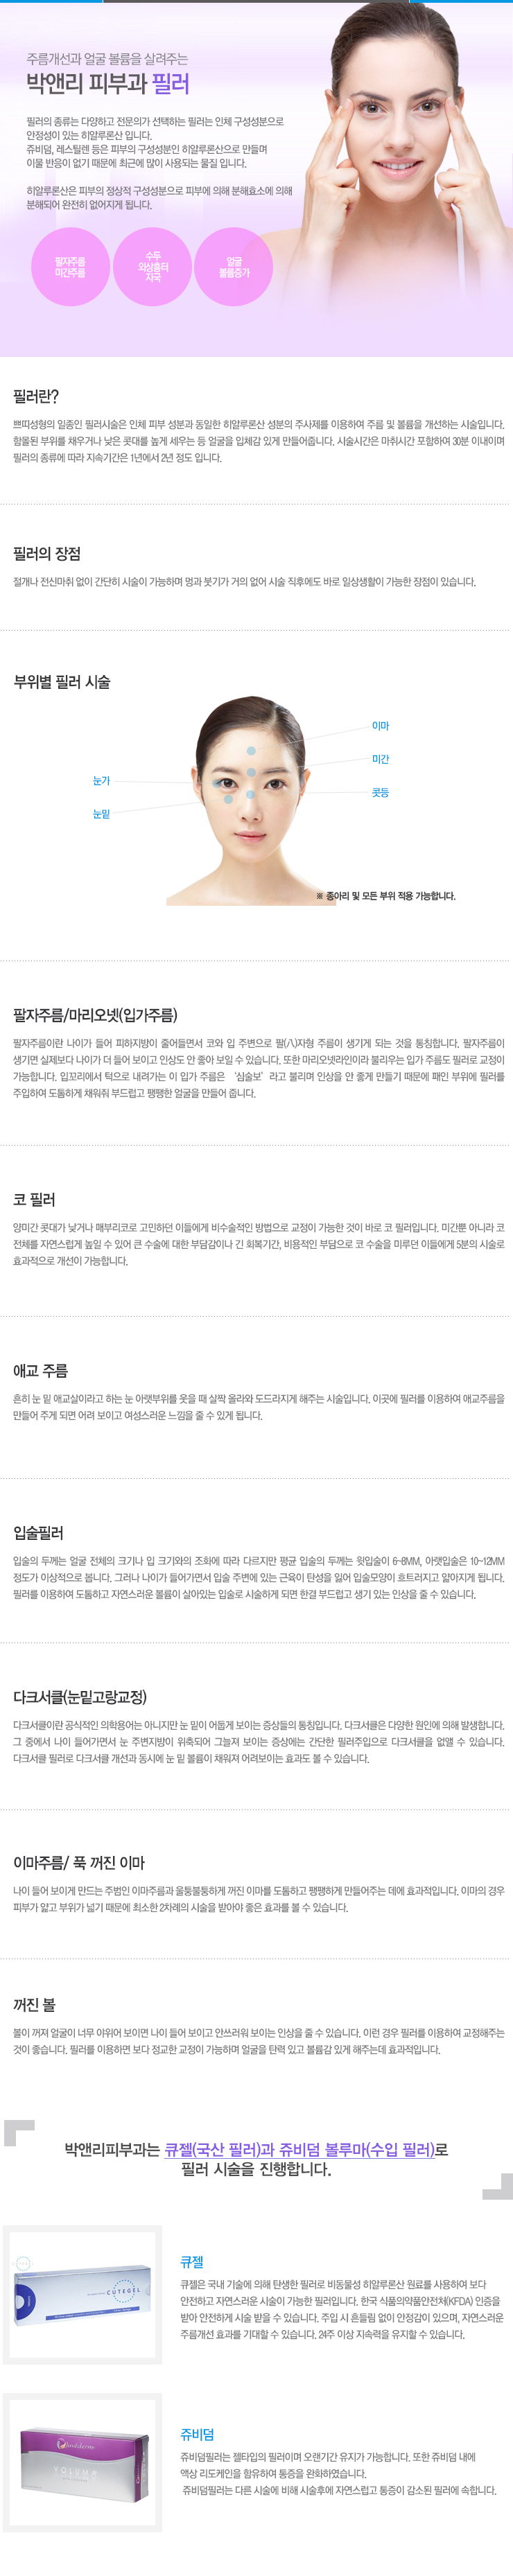 주름개선과 얼굴 볼륨을 살려주는
박앤리 피부과 필러
필러의 종류는 다양하고 전문의가 선택하는 필러는 인체 구성성분으로
안정성이 있는 히알루론산 입니다.
쥬비덤, 레스틸렌 등은 피부의 구성성분인 히알루론산으로 만들며
이물 반응이 없기 때문에 최근에 많이 사용되는 물질 입니다.
히알루론산은 피부의 정상적 구성성분으로 피부에 의해 분해효소에 의해
분해되어 완전히 없어지게 됩니다.
팔자주름
미간주름
수두
외상흉터
자국
얼굴
볼륨증가
필러란?
쁘띠성형의 일종인 필러시술은 인체 피부 성분과 동일한 히알루론산 성분의 주사제를 이용하여 주름 및 볼륨을 개선하는 시술입니다.
함몰된 부위를 채우거나 낮은 콧대를 높게 세우는 등 얼굴을 입체감 있게 만들어줍니다. 시술시간은 마취시간 포함하여 30분 이내이며
필러의 종류에 따라 지속기간은 1년에서 2년 정도 입니다.
필러의 장점
절개나 전신마취 없이 간단히 시술이 가능하며 멍과 붓기가 거의 없어 시술 직후에도 바로 일상생활이 가능한 장점이 있습니다.
부위별 필러 시술
이마
미간
눈가
콧등
눈밑
※ 종아리 및 모든 부위 적용 가능합니다.
팔자주름/마리오넷(입가주름)
팔자주름이란 나이가 들어 피하지방이 줄어들면서 코와 입 주변으로 팔(八)자형 주름이 생기게 되는 것을 통칭합니다. 팔자주름이
생기면 실제보다 나이가 더 들어 보이고 인상도 안 좋아 보일 수 있습니다. 또한 마리오넷라인이라 불리우는 입가 주름도 필러로 교정이
가능합니다. 입꼬리에서 턱으로 내려가는 이 입가 주름은 ‘심술보’ 라고 불리며 인상을 안 좋게 만들기 때문에 패인 부위에 필러를
주입하여 도톰하게 채워줘 부드럽고 팽팽한 얼굴을 만들어 줍니다.
코 필러
양미간 콧대가 낮거나 매부리코로 고민하던 이들에게 비수술적인 방법으로 교정이 가능한 것이 바로 코 필러입니다. 미간뿐 아니라 코
전체를 자연스럽게 높일 수 있어 큰 수술에 대한 부담감이나 긴 회복기간, 비용적인 부담으로 코 수술을 미루던 이들에게 5분의 시술로
효과적으로 개선이 가능합니다.
애교 주름
흔히 눈 밑 애교살이라고 하는 눈 아랫부위를 웃을 때 살짝 올라와 도드라지게 해주는 시술입니다. 이곳에 필러를 이용하여 애교주름을
만들어 주게 되면 어려 보이고 여성스러운 느낌을 줄 수 있게 됩니다.
입술필러
입술의 두께는 얼굴 전체의 크기나 입 크기와의 조화에 따라 다르지만 평균 입술의 두께는 윗입술이 6~8MM, 아랫입술은 10~12MM
정도가 이상적으로 봅니다. 그러나 나이가 들어가면서 입술 주변에 있는 근육이 탄성을 잃어 입술모양이 흐트러지고 얇아지게 됩니다.
필러를 이용하여 도톰하고 자연스러운 볼륨이 살아있는 입술로 시술하게 되면 한결 부드럽고 생기 있는 인상을 줄 수 있습니다.
다크서클(눈밑고랑교정)
다크서클이란 공식적인 의학용어는 아니지만 눈 밑이 어둡게 보이는 증상들의 통칭입니다. 다크서클은 다양한 원인에 의해 발생합니다.
그 중에서 나이 들어가면서 눈 주변지방이 위축되어 그늘져 보이는 증상에는 간단한 필러주입으로 다크서클을 없앨 수 있습니다.
다크서클 필러로 다크서클 개선과 동시에 눈 밑 볼륨이 채워져 어려보이는 효과도 볼 수 있습니다.
이마주름/ 푹 꺼진 이마
나이 들어 보이게 만드는 주범인 이마주름과 울퉁불퉁하게 꺼진 이마를 도톰하고 팽팽하게 만들어주는 데에 효과적입니다. 이마의 경우
피부가 얇고 부위가 넓기 때문에 최소한 2차례의 시술을 받아야 좋은 효과를 볼 수 있습니다.
꺼진 볼
볼이 꺼져 얼굴이 너무 야위어 보이면 나이 들어 보이고 안쓰러워 보이는 인상을 줄 수 있습니다. 이런 경우 필러를 이용하여 교정해주는
것이 좋습니다. 필러를 이용하면 보다 정교한 교정이 가능하며 얼굴을 탄력 있고 볼륨감 있게 해주는데 효과적입니다.
박앤리피부과는 큐젤(국산 필러)과 쥬비덤 볼루마(수입 필러)로
필러 시술을 진행합니다.
CUTEGEL
큐젤
큐젤은 국내 기술에 의해 탄생한 필러로 비동물성 히알루론산 원료를 사용하여 보다
안전하고 자연스러운 시술이 가능한 필러입니다. 한국 식품의약품안전처(KFDA) 인증을
받아 안전하게 시술 받을 수 있습니다. 주입 시 흔들림 없이 안정감이 있으며, 자연스러운
주름개선 효과를 기대할 수 있습니다. 24주 이상 지속력을 유지할 수 있습니다.
VOLUMA
쥬비덤
쥬비덤필러는 젤타입의 필러이며 오랜기간 유지가 가능합니다. 또한 쥬비덤 내에
액상 리도케인을 함유하여 통증을 완화하였습니다.
쥬비덤필러는 다른 시술에 비해 시술후에 자연스럽고 통증이 감소된 필러에 속합니다.